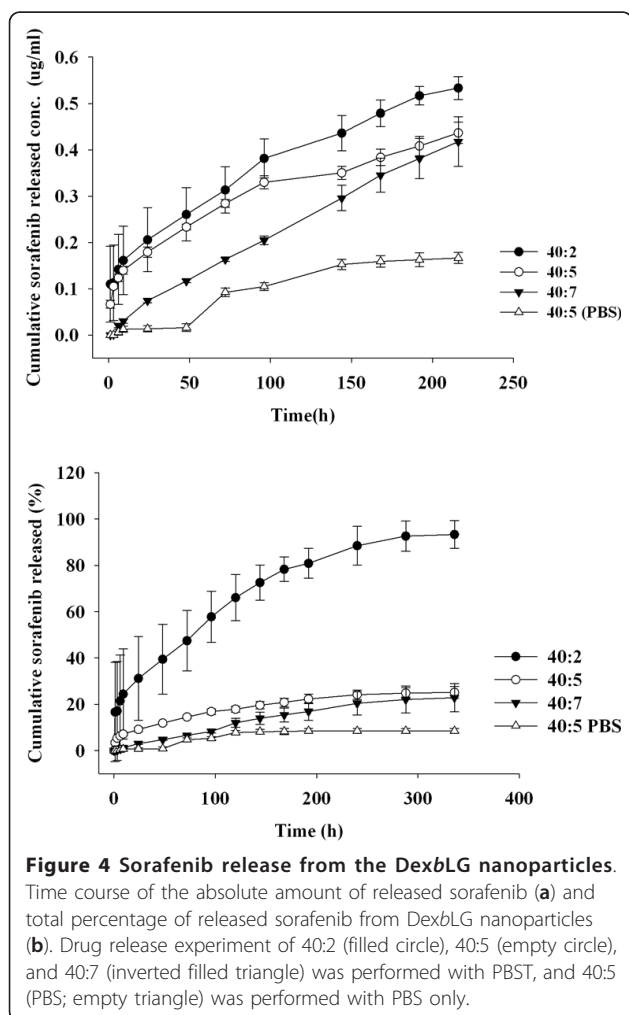 Cumulative sorafenib released conc. (ug/ml)
0.6
0.5
0.4
0.3
0.2
0.1
0.0
40:2
40:5
40:7
40:5 (PBS)
0
50
100
150
200
250
Time(h)
Cumulative sorafenib released (%)
120
100
80
60
40
20
0
40:2
40:5
40:7
40:5 PBS
0
100
200
300
400
Time (h)
Figure 4 Sorafenib release from the DexbLG nanoparticles.
Time course of the absolute amount of released sorafenib (a) and
total percentage of released sorafenib from DexbLG nanoparticles
(b). Drug release experiment of 40:2 (filled circle), 40:5 (empty circle),
and 40:7 (inverted filled triangle) was performed with PBST, and 40:5
(PBS; empty triangle) was performed with PBS only.